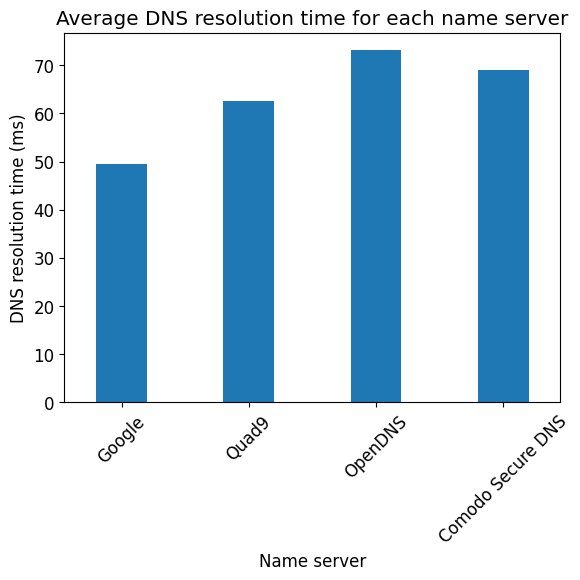 Average DNS resolution time for each name server
DNS resolution time (ms)
70
60
50
40
30
20
10
0
Google
Quad9
OpenDNS
Comodo Secure DNS
Name server